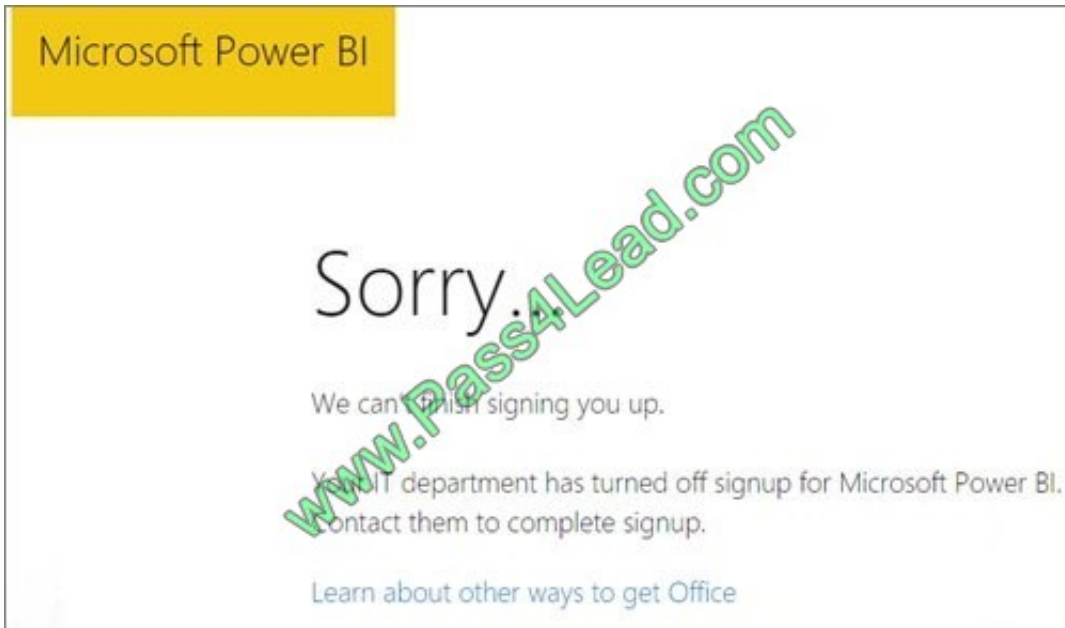 Microsoft Power BI
Sorry...
We can't finish signing you up.
Your IT department has turned off signup for Microsoft Power BI.
Contact them to complete signup.
Learn about other ways to get Office
www.Pass4Lead.com